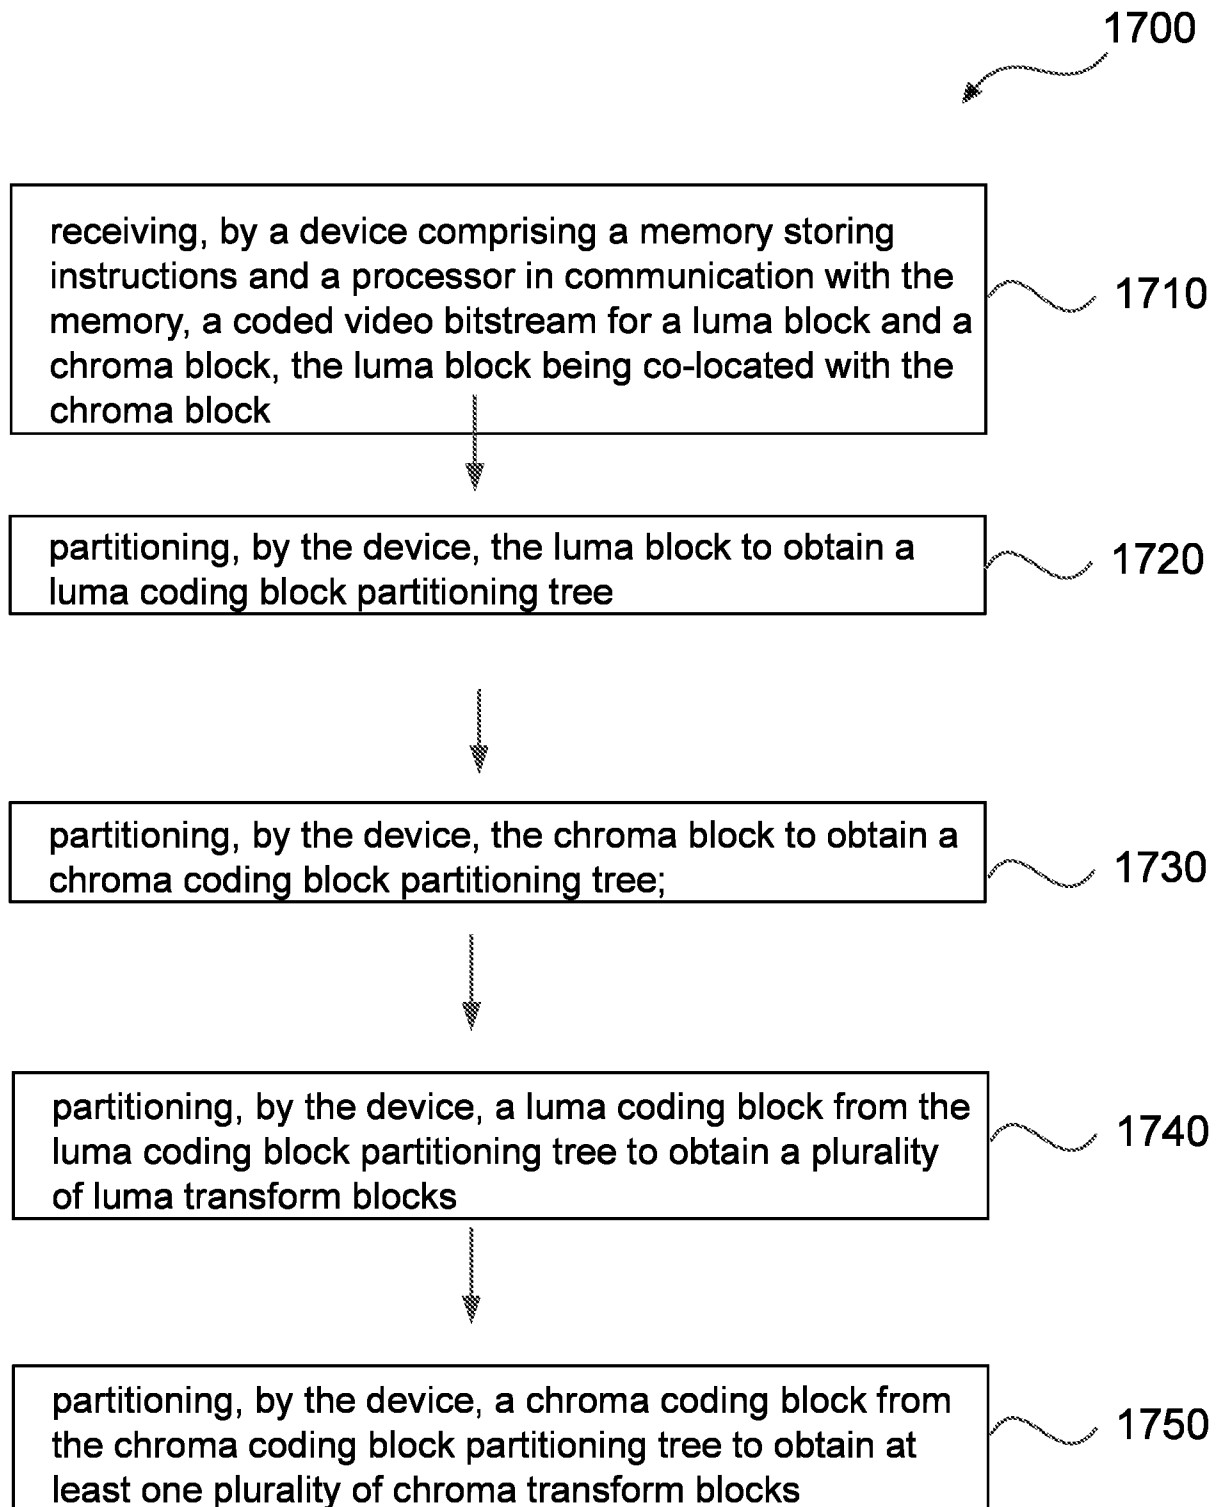 1700
receiving, by a device comprising a memory storing
instructions and a processor in communication with the
memory, a coded video bitstream for a luma block and a
chroma block, the luma block being co-located with the
chroma block
1710
partitioning, by the device, the luma block to obtain a
luma coding block partitioning tree
1720
partitioning, by the device, the chroma block to obtain a
chroma coding block partitioning tree;
1730
partitioning, by the device, a luma coding block from the
luma coding block partitioning tree to obtain a plurality
of luma transform blocks
1740
partitioning, by the device, a chroma coding block from
the chroma coding block partitioning tree to obtain at
least one plurality of chroma transform blocks
1750